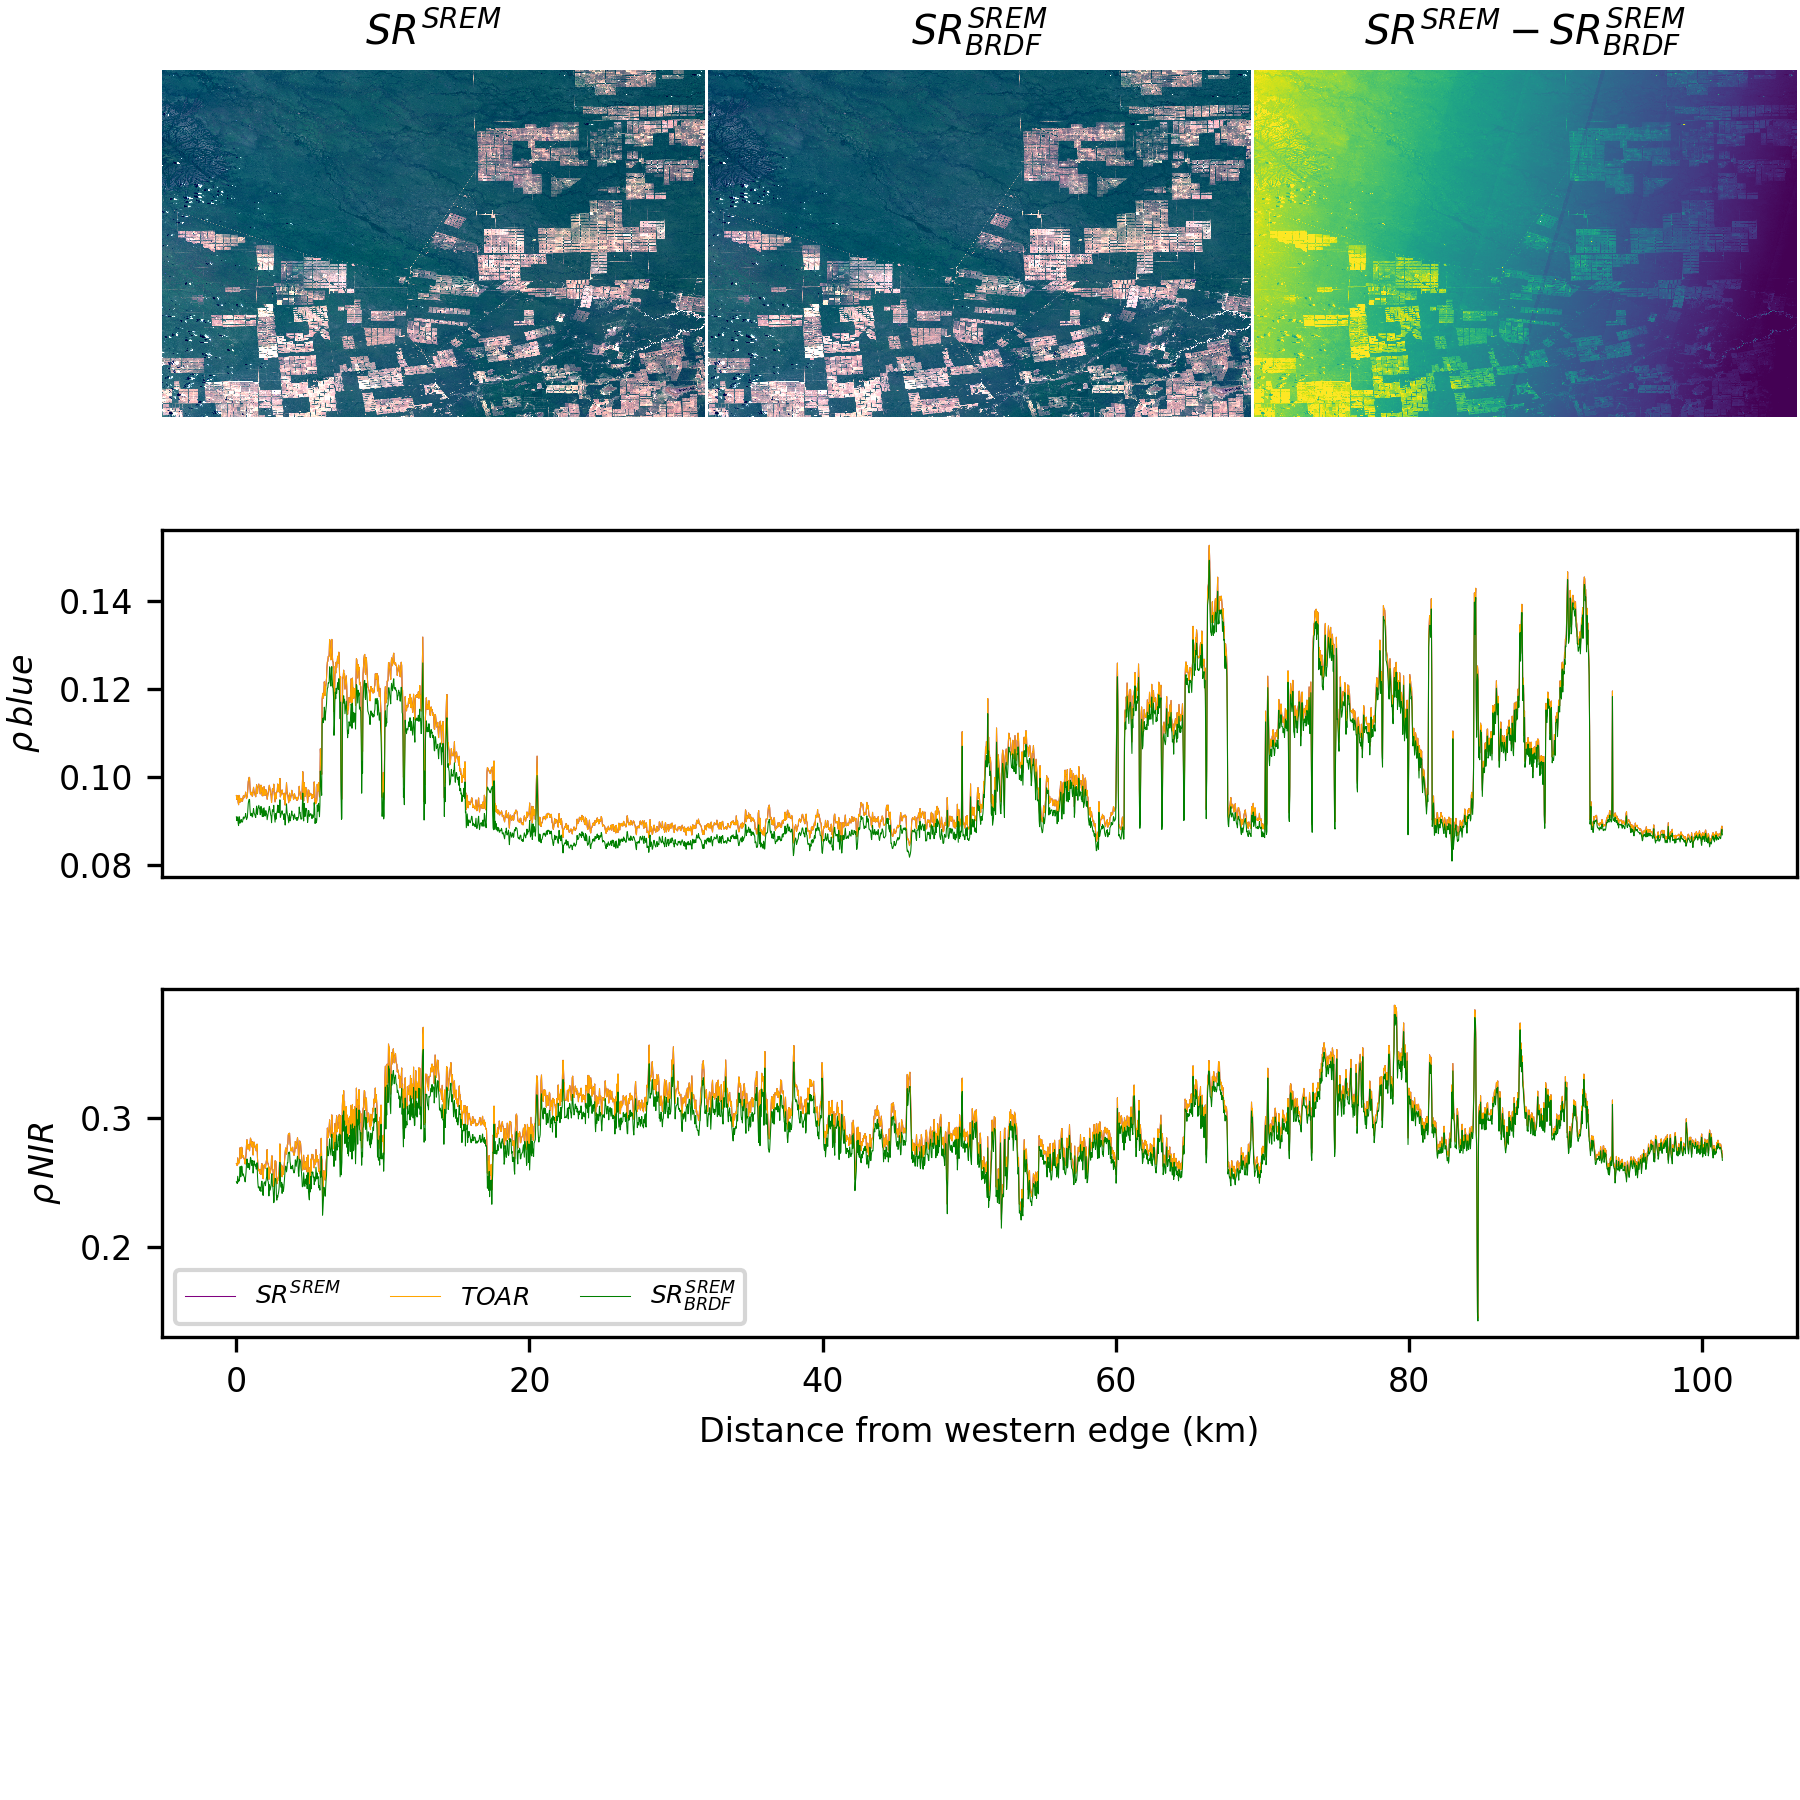 SR^SREM SR^SREM_BRDF SR^SREM − SR^SREM_BRDF
ρ blue
0.14
0.12
0.10
0.08
ρ NIR
0.3
0.2
SR^SREM TOAR SR^SREM_BRDF
0 20 40 60 80 100
Distance from western edge (km)